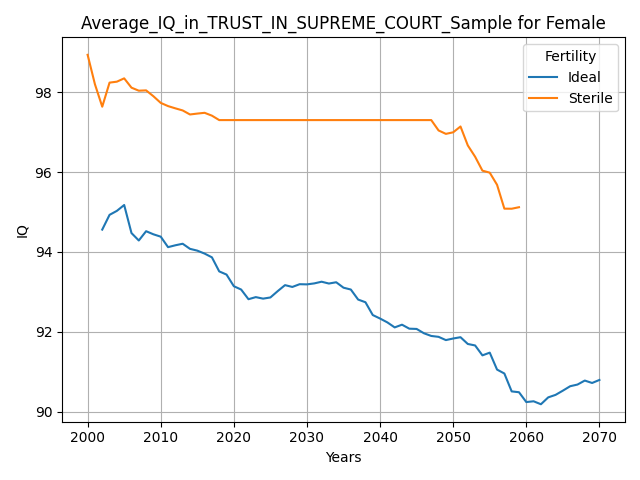 Average_IQ_in_TRUST_IN_SUPREME_COURT_Sample for Female
Fertility
Ideal
Sterile
98
96
94
92
90
IQ
2000 2010 2020 2030 2040 2050 2060 2070
Years